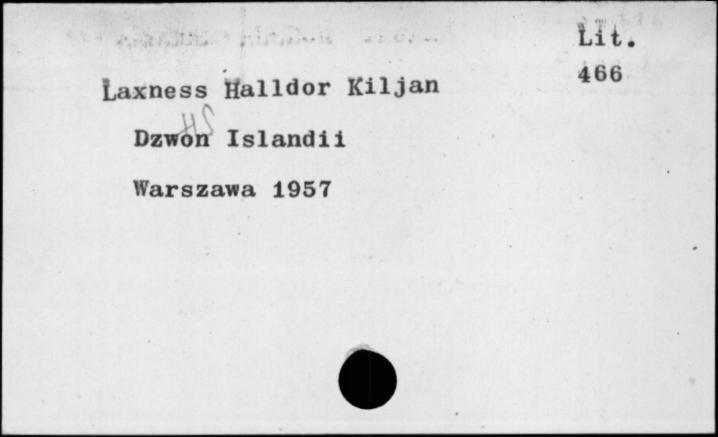 Lit.
466
Laxness Halldor Kiljan
Dzwon Islandii
Warszawa 1957